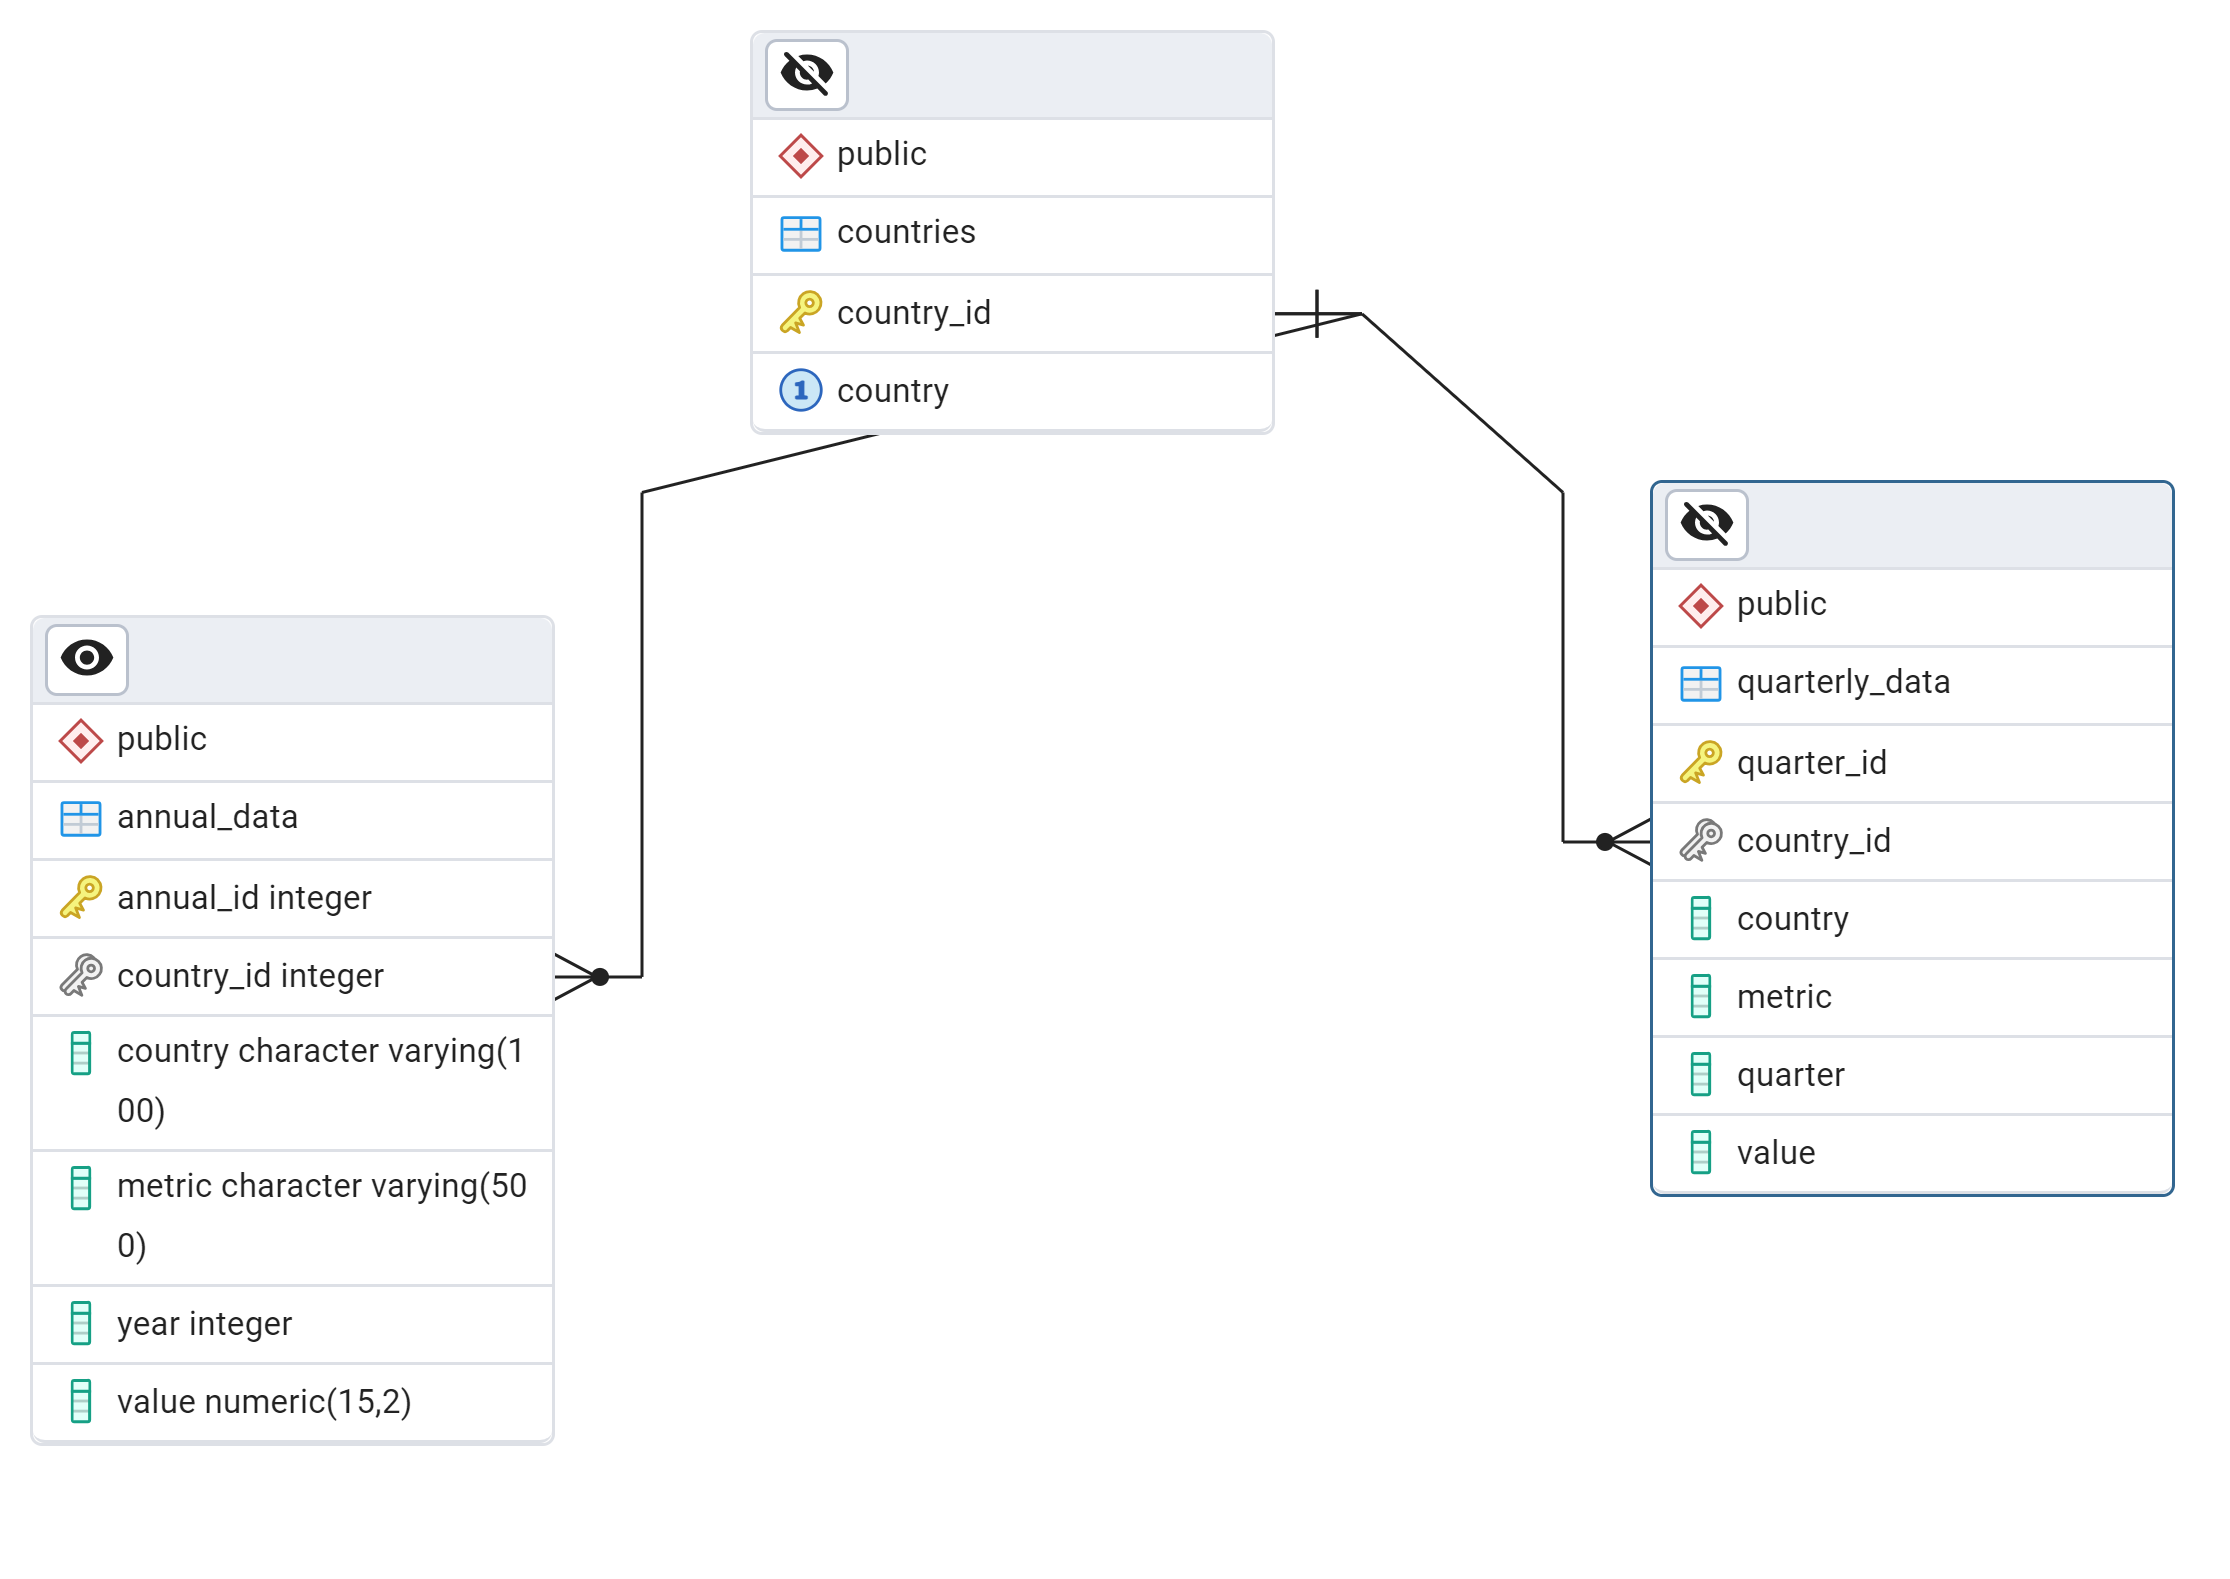 public
countries
country_id
1 country
public
annual_data
annual_id integer
country_id integer
country character varying(1
00)
metric character varying(50
0)
year integer
value numeric(15,2)
public
quarterly_data
quarter_id
country_id
country
metric
quarter
value